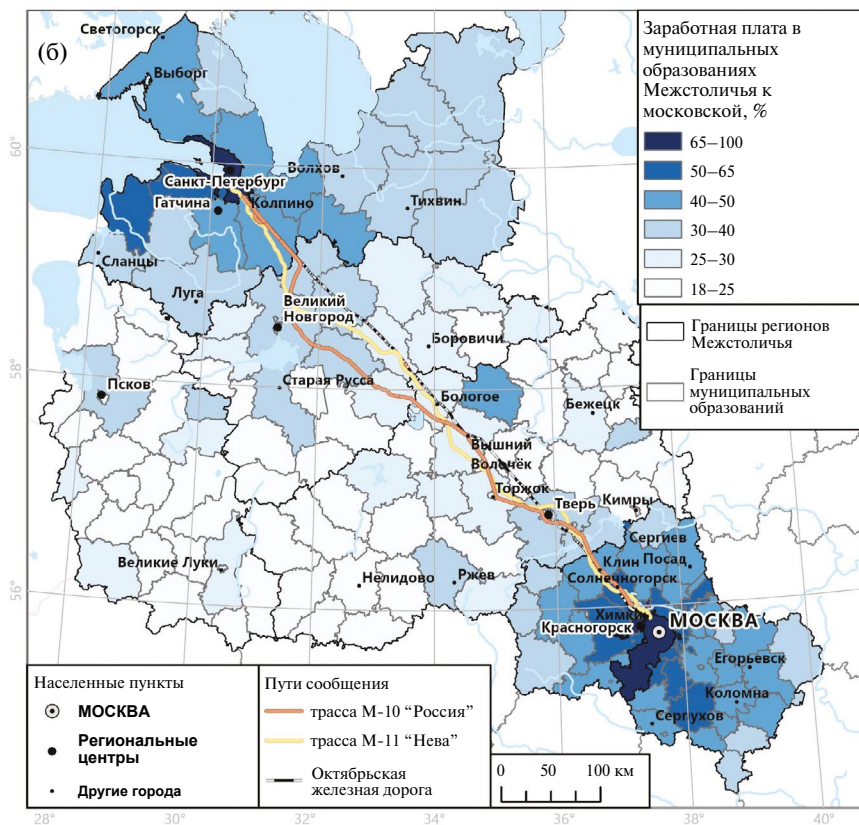 (б)
Заработная плата в
муниципальных
образованиях
Межстоличья к
московской, %
65–100
50–65
40–50
30–40
25–30
18–25
Границы регионов
Межстоличья
Границы
муниципальных
образований
60°
58°
56°
Светогорск
Выборг
Санкт-Петербург
Волхов
Гатчина
Колпино
Тихвин
Сланцы
Луга
Великий
Новгород
Боровичи
Псков
Старая Русса
Бологое
Бежецк
Вышний
Волочёк
Торжок
Тверь
Кимры
Великие Луки
Нелидово
Ржев
Клин
Сергиев
Посад
Солнечногорск
Химки
Красногорск
МОСКВА
Егорьевск
Коломна
Серпухов
Населенные пункты
МОСКВА
Региональные
центры
Другие города
Пути сообщения
трасса М-10 “Россия”
трасса М-11 “Нева”
Октябрьская
железная дорога
0 50 100 км
28° 30° 32° 34° 36° 38° 40°